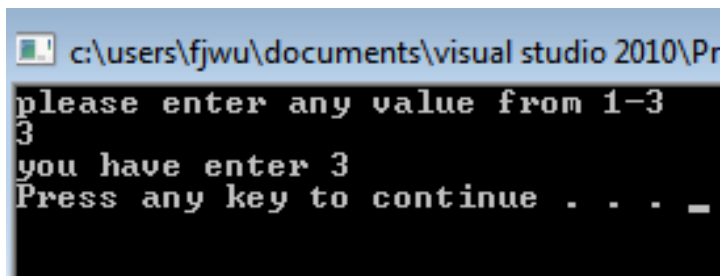 c:\users\fjwu\documents\visual studio 2010\Pr
please enter any value from 1-3
3
you have enter 3
Press any key to continue . . . _